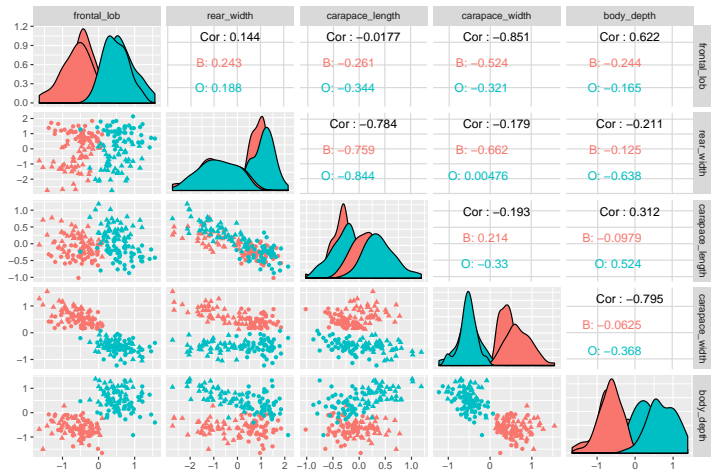 frontal_lob rear_width carapace_length carapace_width body_depth
1.2
0.9
0.6
0.3
0.0
Cor : 0.144
B: 0.243
O: 0.188
Cor : −0.0177
B: −0.261
O: −0.344
Cor : −0.851
B: −0.524
O: −0.321
Cor : 0.622
B: −0.244
O: −0.165
frontal_lob
2
1
0
−1
−2
Cor : −0.784
B: −0.759
O: −0.844
Cor : −0.179
B: −0.662
O: 0.00476
Cor : −0.211
B: −0.125
O: −0.638
rear_width
1.0
0.5
0.0
−0.5
−1.0
Cor : −0.193
B: 0.214
O: −0.33
Cor : 0.312
B: −0.0979
O: 0.524
carapace_length
1
0
−1
Cor : −0.795
B: −0.0625
O: −0.368
carapace_width
1
0
−1
body_depth
−1 0 1
−2 −1 0 1 2
−1.0 −0.5 0.0 0.5 1.0
−1 0 1
−1 0 1